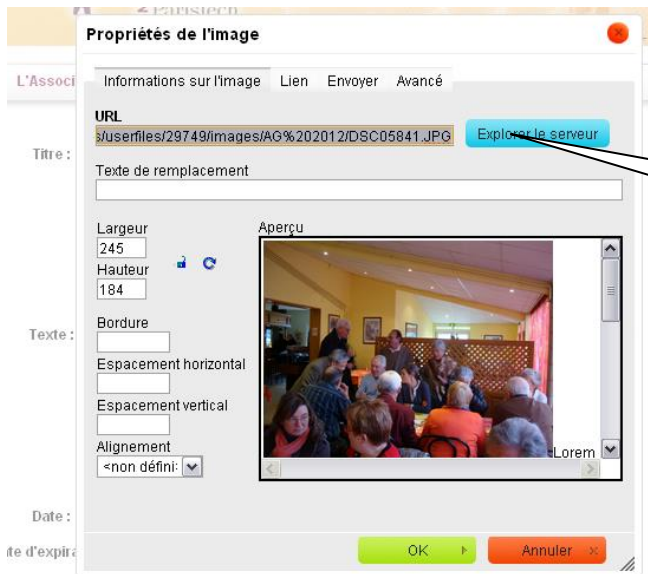 Paristech
Propriétés de l'image
L'Associ
Informations sur l'image Lien Envoyer Avancé
URL
s/userfiles/29749/images/AG%202012/DSC05841.JPG Explorer le serveur
Titre :
Texte de remplacement
Largeur Aperçu
245
Hauteur
184
Texte :
Bordure
Espacement horizontal
Espacement vertical
Alignement
<non défini:
Lorem
Date :
te d'expira
OK Annuler